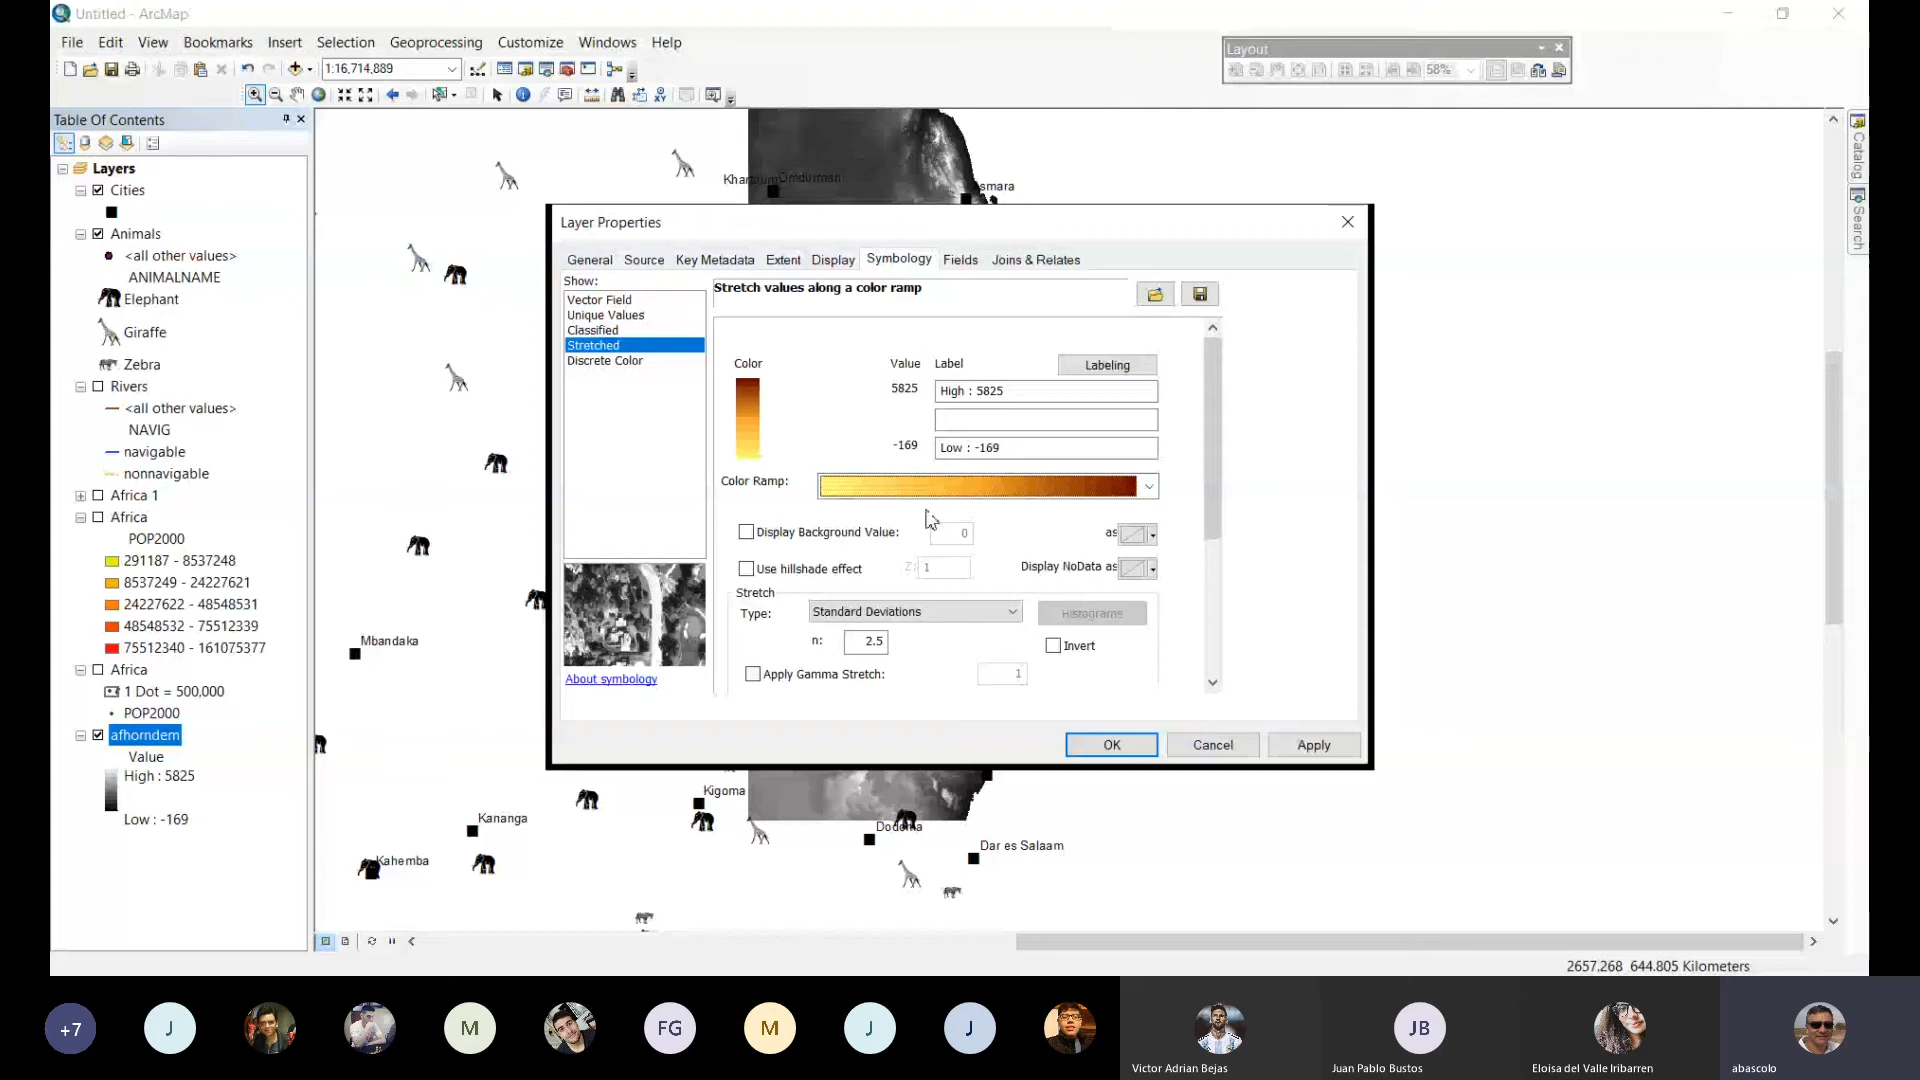 Untitled - ArcMap
File Edit View Bookmarks Insert Selection Geoprocessing Customize Windows Help
1:16,714,889
Layout
58%
Table Of Contents
Layers
Cities
Animals
<all other values>
ANIMALNAME
Elephant
Giraffe
Zebra
Rivers
<all other values>
NAVIG
navigable
nonnavigable
Africa 1
Africa
POP2000
291187 - 8537248
8537249 - 24227621
24227622 - 48548531
48548532 - 75512339
75512340 - 161075377
Africa
1 Dot = 500,000
POP2000
afhorndem
Value
High : 5825
Low : -169
Khartoum
Omdurman
Asmara
Mbandaka
Kigoma
Kananga
Dodoma
Kahemba
Dar es Salaam
Layer Properties
General Source Key Metadata Extent Display Symbology Fields Joins & Relates
Show:
Vector Field
Unique Values
Classified
Stretched
Discrete Color
About symbology
Stretch values along a color ramp
Color Value Label Labeling
5825 High : 5825
-169 Low : -169
Color Ramp:
Display Background Value: 0 as
Use hillshade effect Z: 1 Display NoData as
Stretch
Type: Standard Deviations Histograms
n: 2.5 Invert
Apply Gamma Stretch: 1
OK Cancel Apply
Catalog
Search
2657.268 644.805 Kilometers
+7 J M FG M J J JB
Victor Adrian Bejas
Juan Pablo Bustos
Eloisa del Valle Iribarren
abascolo